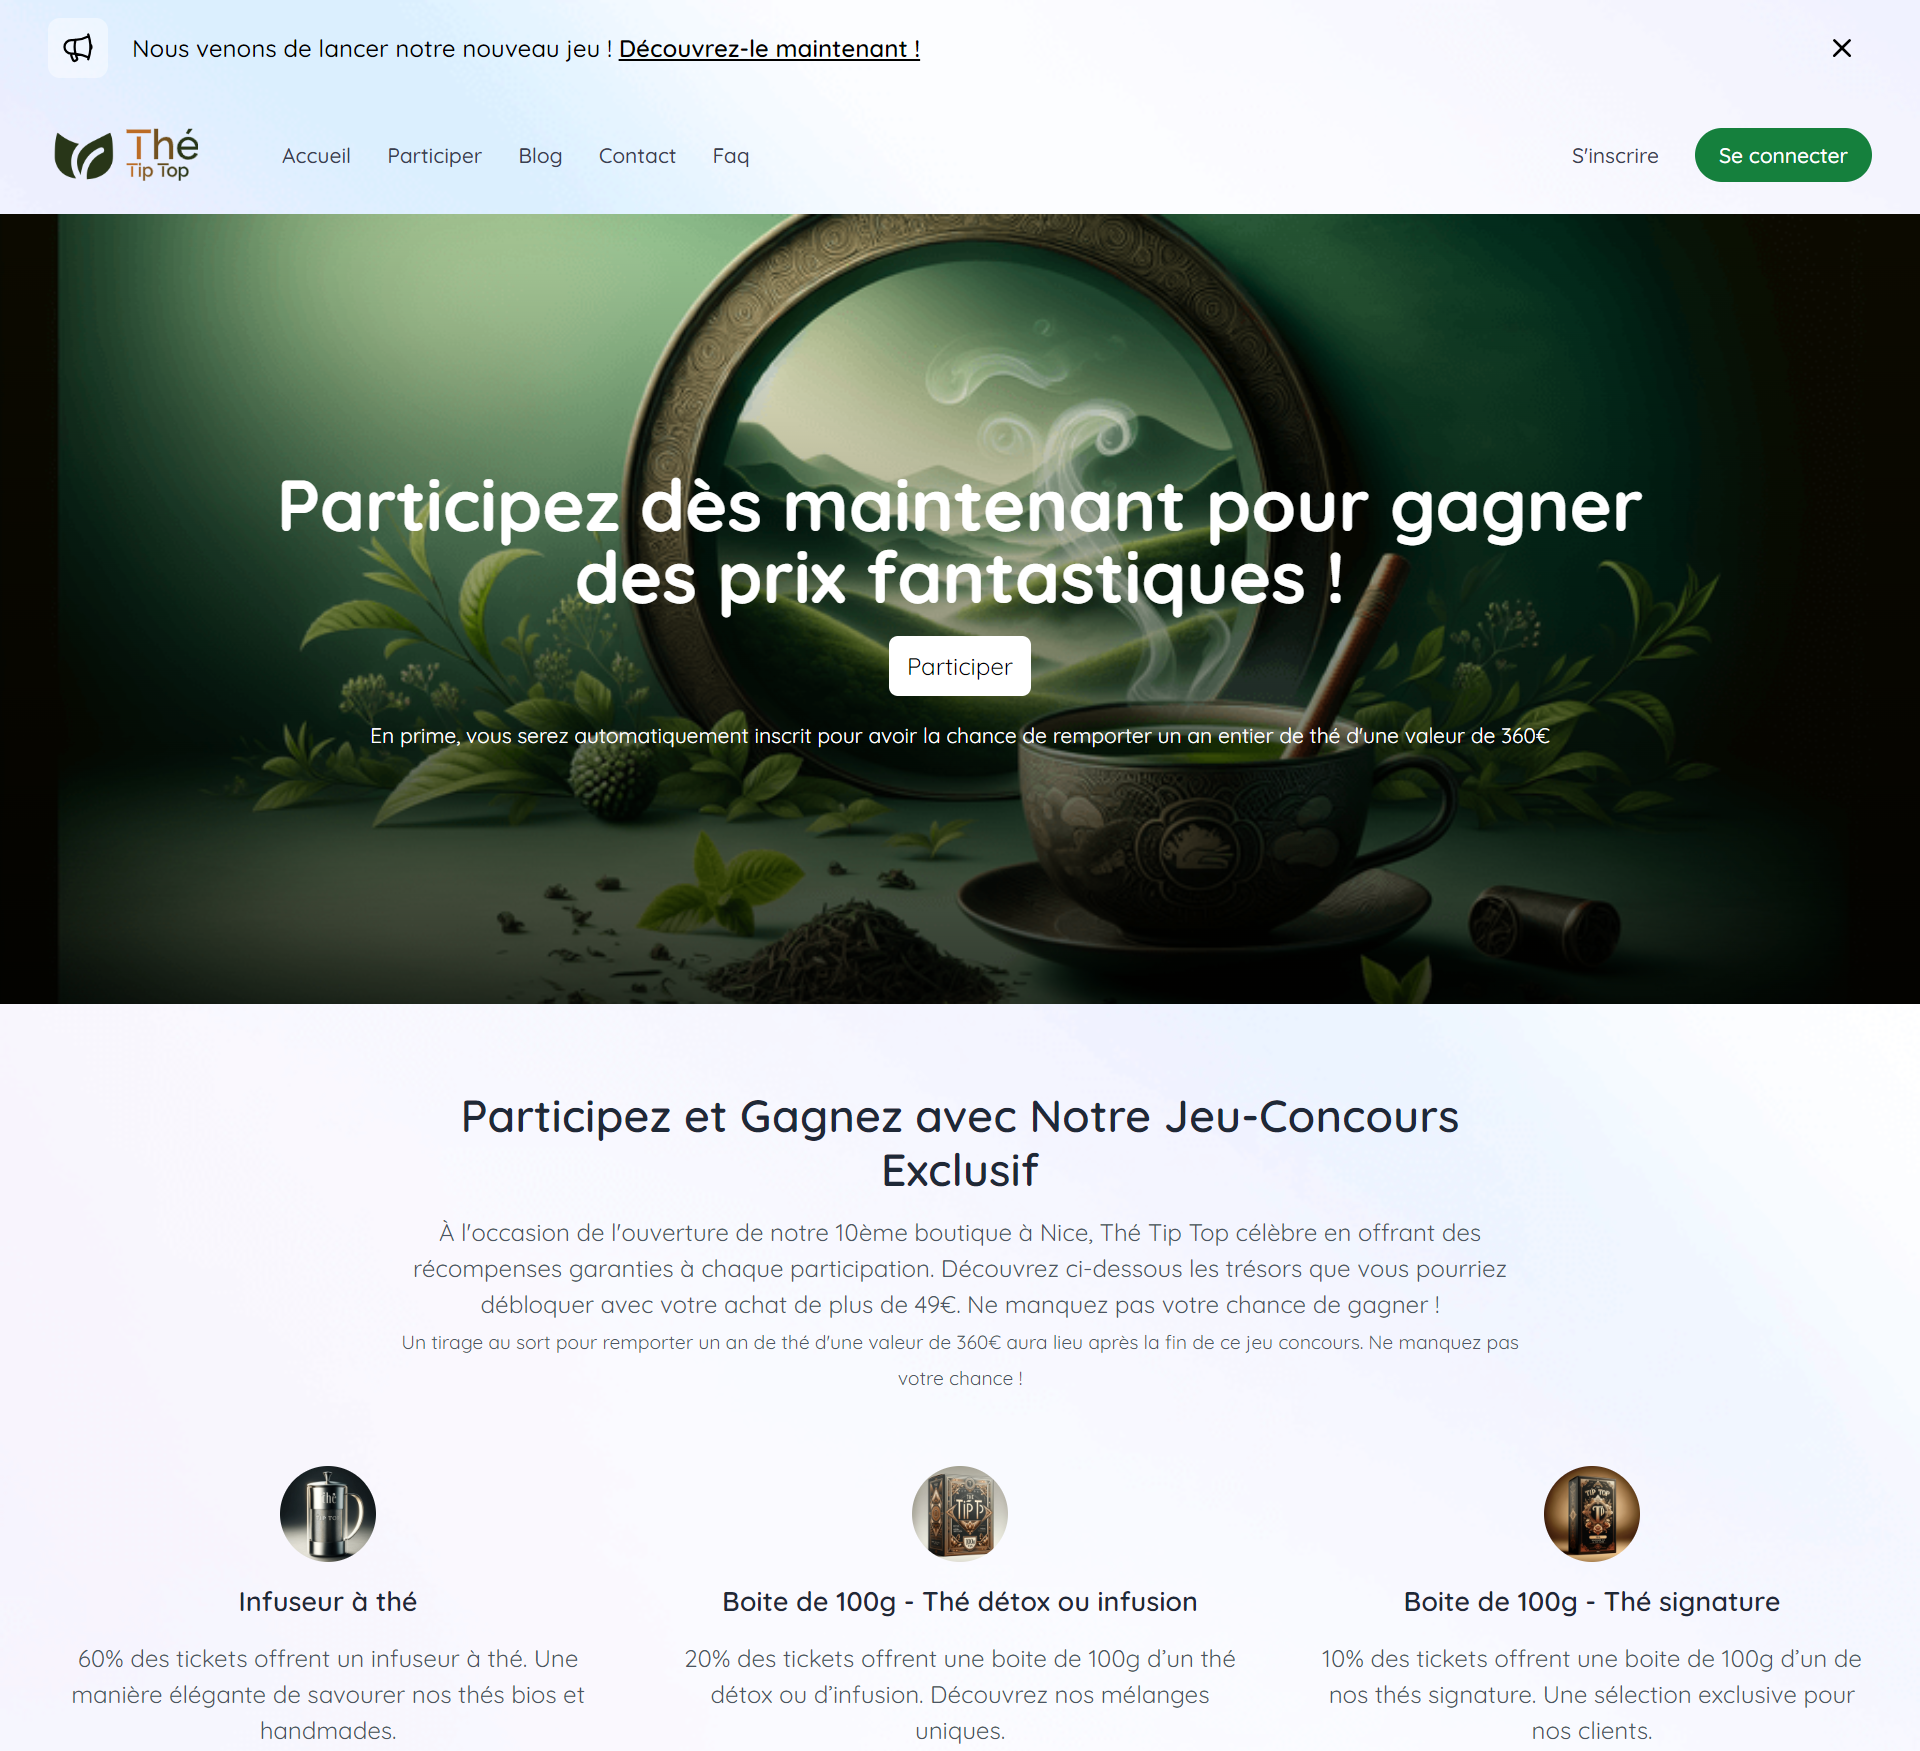 Nous venons de lancer notre nouveau jeu ! Découvrez-le maintenant !
Thé
Tip Top
Accueil
Participer
Blog
Contact
Faq
S'inscrire
Se connecter
Participez dès maintenant pour gagner
des prix fantastiques !
Participer
En prime, vous serez automatiquement inscrit pour avoir la chance de remporter un an entier de thé d'une valeur de 360€
Participez et Gagnez avec Notre Jeu-Concours
Exclusif
À l'occasion de l'ouverture de notre 10ème boutique à Nice, Thé Tip Top célèbre en offrant des
récompenses garanties à chaque participation. Découvrez ci-dessous les trésors que vous pourriez
débloquer avec votre achat de plus de 49€. Ne manquez pas votre chance de gagner !
Un tirage au sort pour remporter un an de thé d'une valeur de 360€ aura lieu après la fin de ce jeu concours. Ne manquez pas
votre chance !
Infuseur à thé
60% des tickets offrent un infuseur à thé. Une
manière élégante de savourer nos thés bios et
handmades.
Boite de 100g - Thé détox ou infusion
20% des tickets offrent une boite de 100g d’un thé
détox ou d’infusion. Découvrez nos mélanges
uniques.
Boite de 100g - Thé signature
10% des tickets offrent une boite de 100g d’un de
nos thés signature. Une sélection exclusive pour
nos clients.